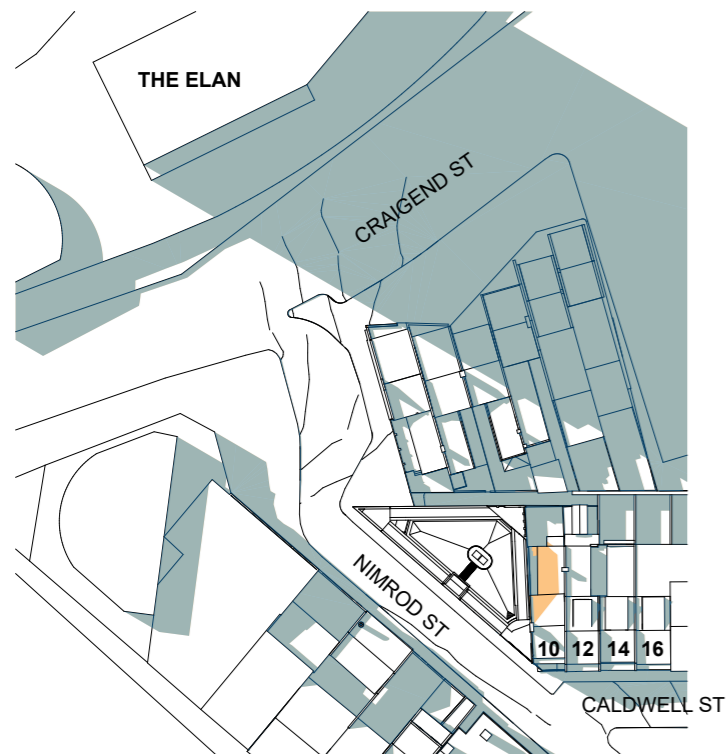 THE ELAN
CRAIGEND ST
NIMROD ST
10 12 14 16
CALDWELL ST